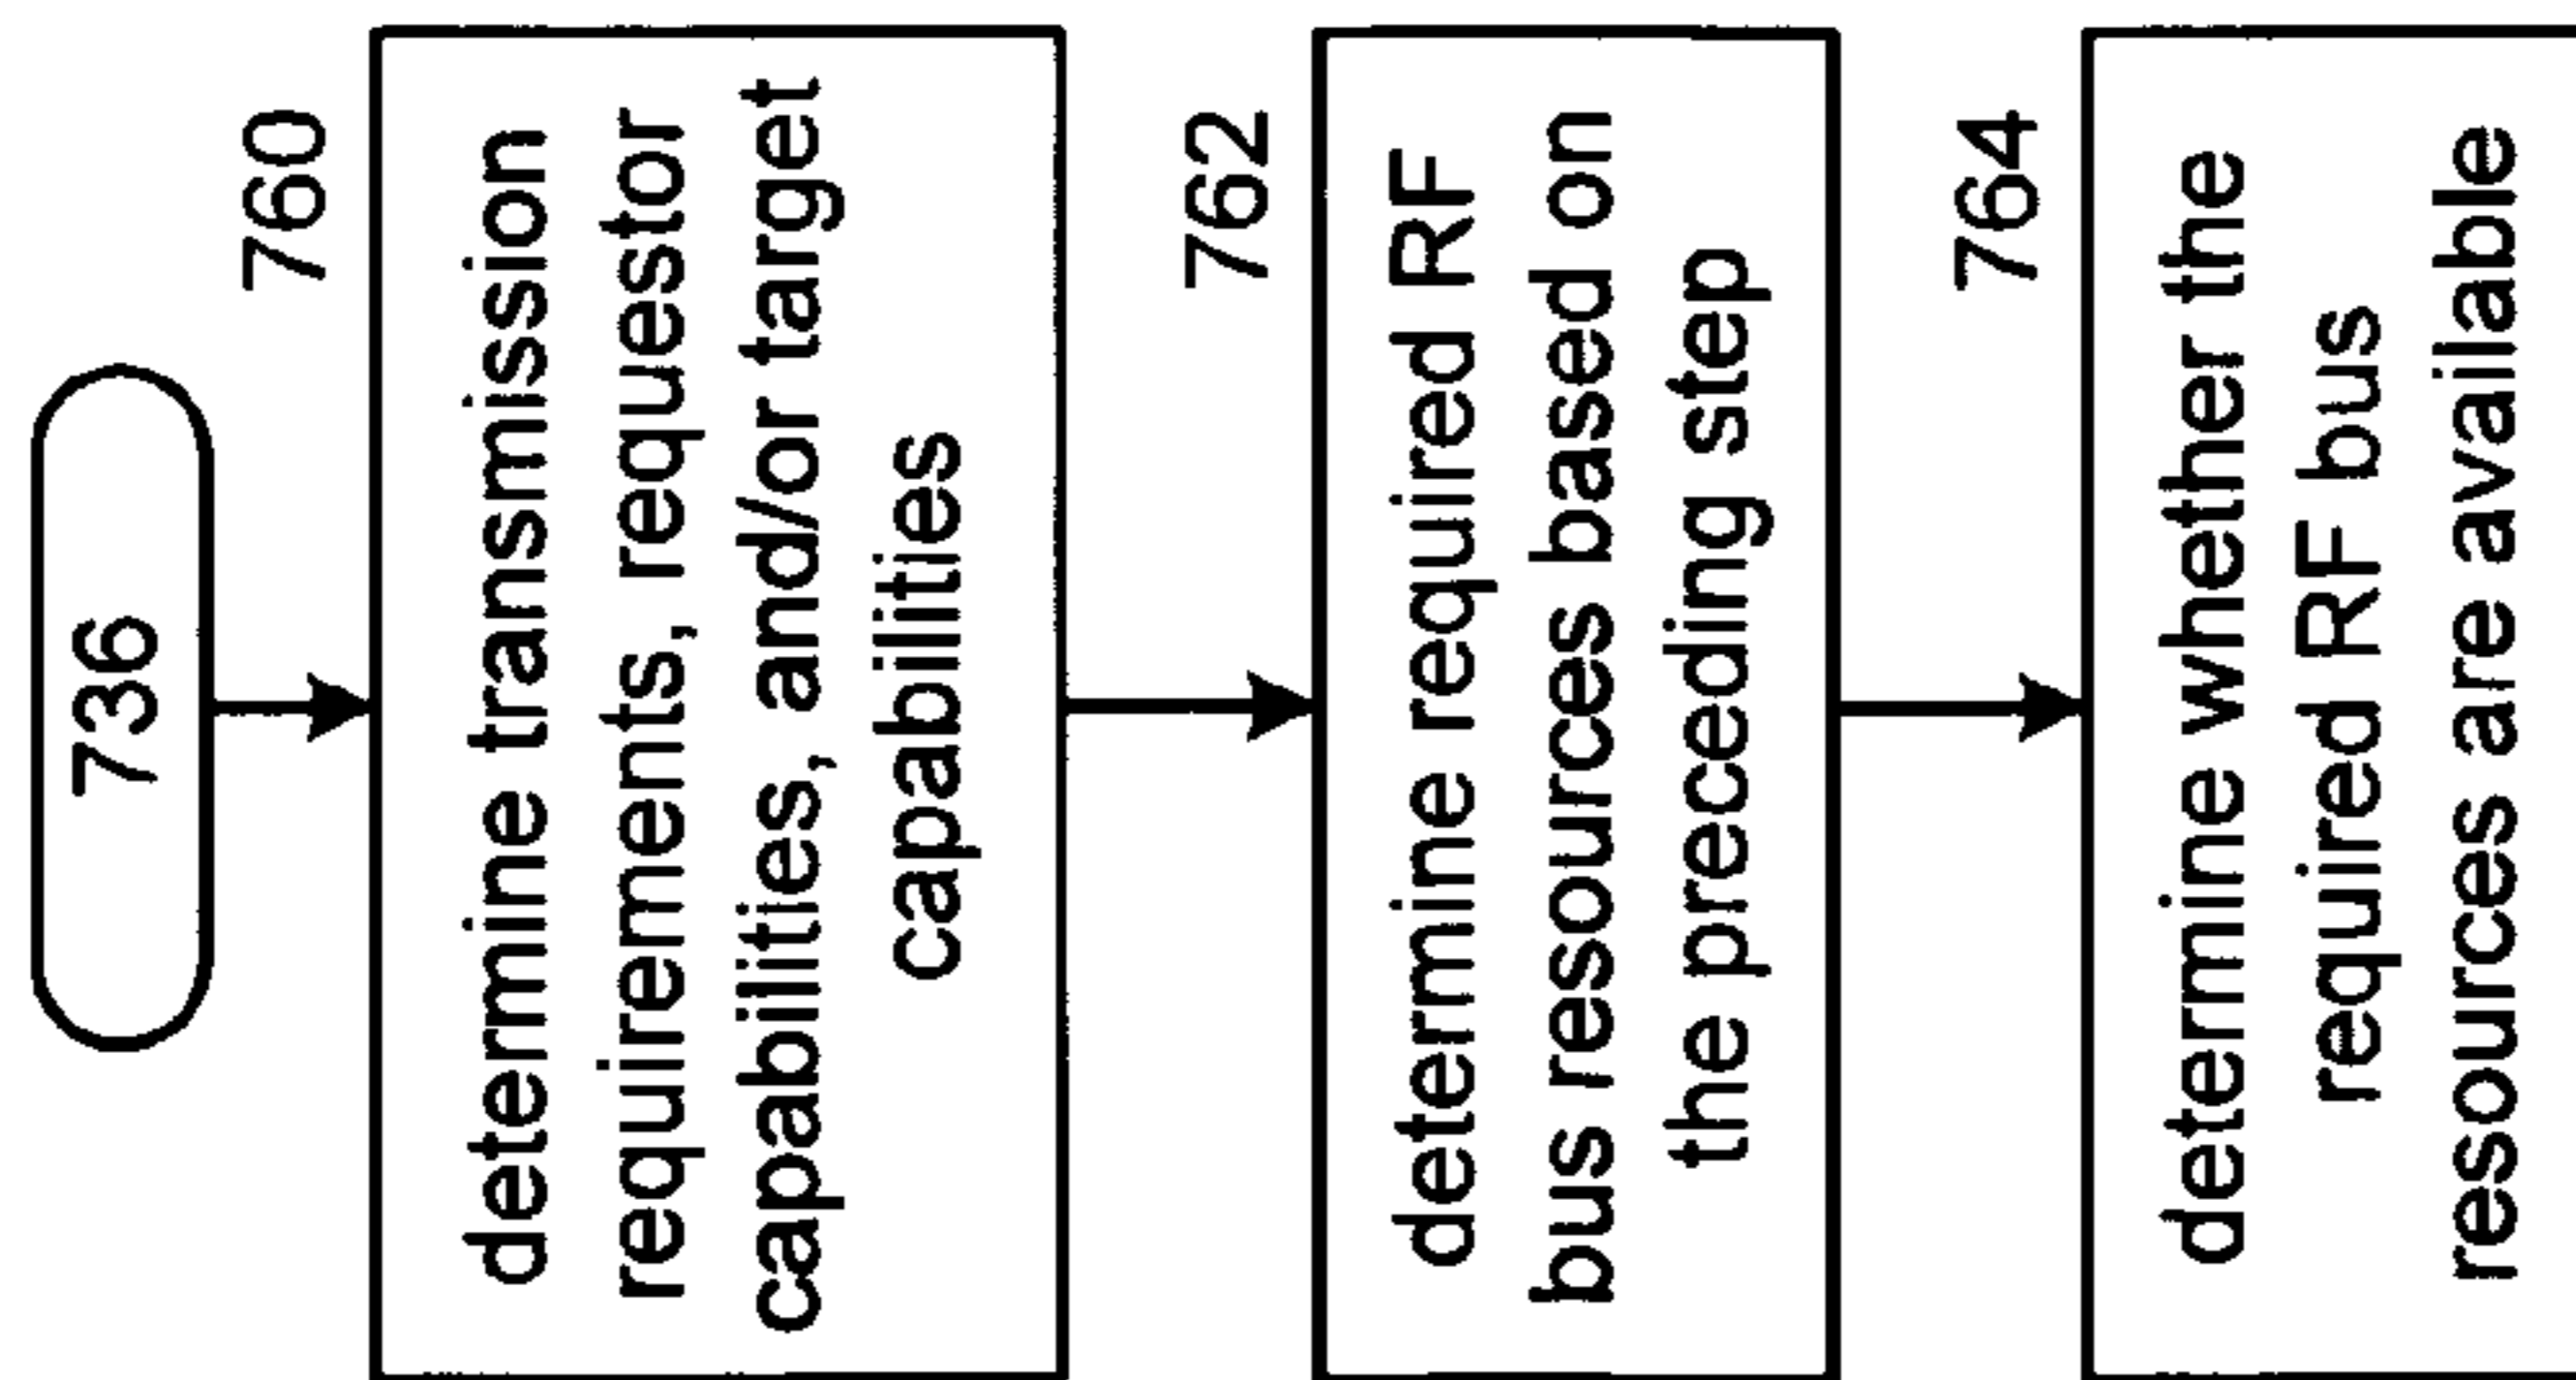 736
760
determine transmission
requirements, requestor
capabilities, and/or target
capabilities
762
determine required RF
bus resources based on
the preceding step
764
determine whether the
required RF bus
resources are available